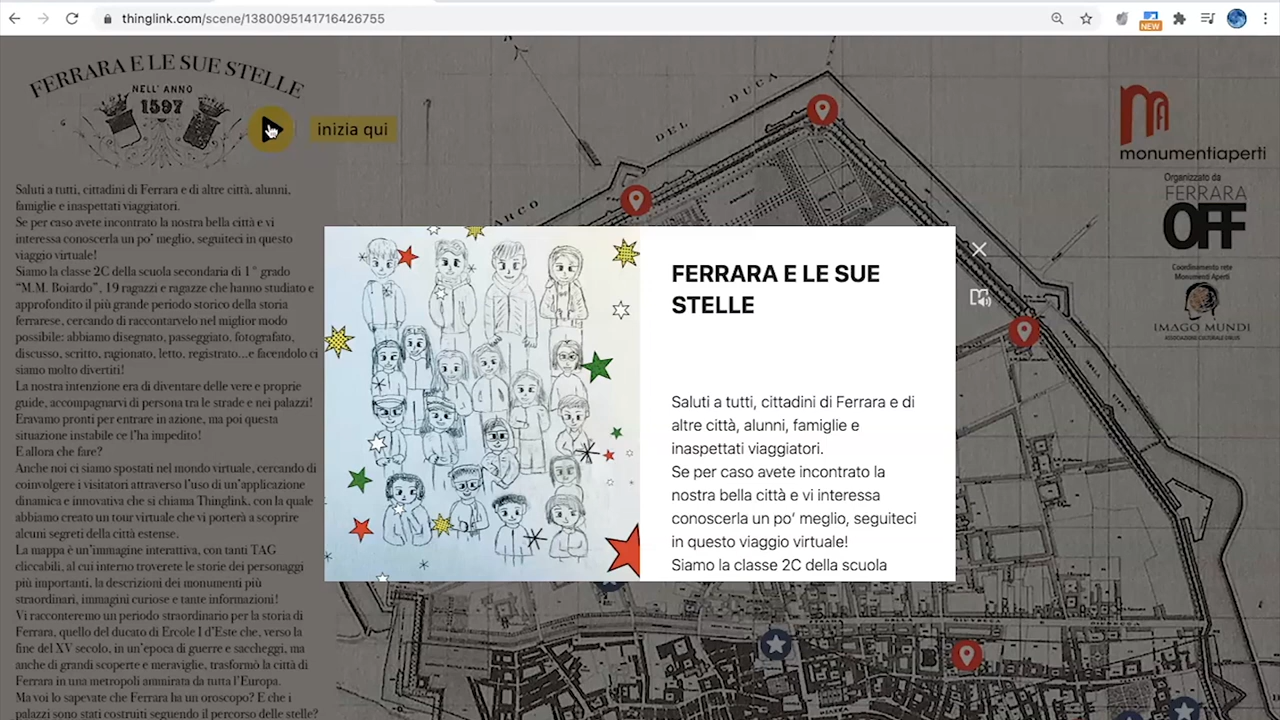 thinglink.com/scene/1380095141716426755
NEW
FERRARA E LE SUE STELLE
NELL' ANNO
1597
inizia qui
Saluti a tutti, cittadini di Ferrara e di altre città, alunni,
famiglie e inaspettati viaggiatori.
Se per caso avete incontrato la nostra bella città e vi
interessa conoscerla un po' meglio, seguiteci in questo
viaggio virtuale!
Siamo la classe 2C della scuola secondaria di 1° grado
“M.M. Boiardo”, 19 ragazzi e ragazze che hanno studiato e
approfondito il più grande periodo storico della storia
ferrarese, cercando di raccontarvelo nel miglior modo
possibile: abbiamo disegnato, passeggiato, fotografato,
discusso, scritto, ragionato, letto, registrato...e facendolo ci
siamo molto divertiti!
La nostra intenzione era di diventare delle vere e proprie
guide, accompagnarvi di persona tra le strade e nei palazzi!
Eravamo pronti per entrare in azione, ma poi questa
situazione instabile ce l'ha impedito!
E allora che fare?
Anche noi ci siamo spostati nel mondo virtuale, cercando di
coinvolgere i visitatori attraverso l'uso di un'applicazione
dinamica e innovativa che si chiama Thinglink, con la quale
abbiamo creato un tour virtuale che vi porterà a scoprire
alcuni segreti della città estense.
La mappa è un'immagine interattiva, con tanti TAG
cliccabili, al cui interno troverete le storie dei personaggi
più importanti, la descrizioni dei monumenti più
straordinari, immagini curiose e tante informazioni!
Vi racconteremo un periodo straordinario per la storia di
Ferrara, quello del ducato di Ercole I d'Este che, verso la
fine del XV secolo, in un'epoca di guerre e saccheggi, ma
anche di grandi scoperte e meraviglie, trasformò la città di
Ferrara in una metropoli ammirata da tutta l'Europa.
Ma voi lo sapevate che Ferrara ha un oroscopo? E che i
palazzi sono stati costruiti seguendo il percorso delle stelle?
BARCO DEL DUCA
FERRARA E LE SUE
STELLE
Saluti a tutti, cittadini di Ferrara e di
altre città, alunni, famiglie e
inaspettati viaggiatori.
Se per caso avete incontrato la
nostra bella città e vi interessa
conoscerla un po’ meglio, seguiteci
in questo viaggio virtuale!
Siamo la classe 2C della scuola
monumentiaperti
Organizzato da
FERRARA
OFF
Coordinamento rete
Monumenti Aperti
IMAGO MUNDI
ASSOCIAZIONE CULTURALE ONLUS